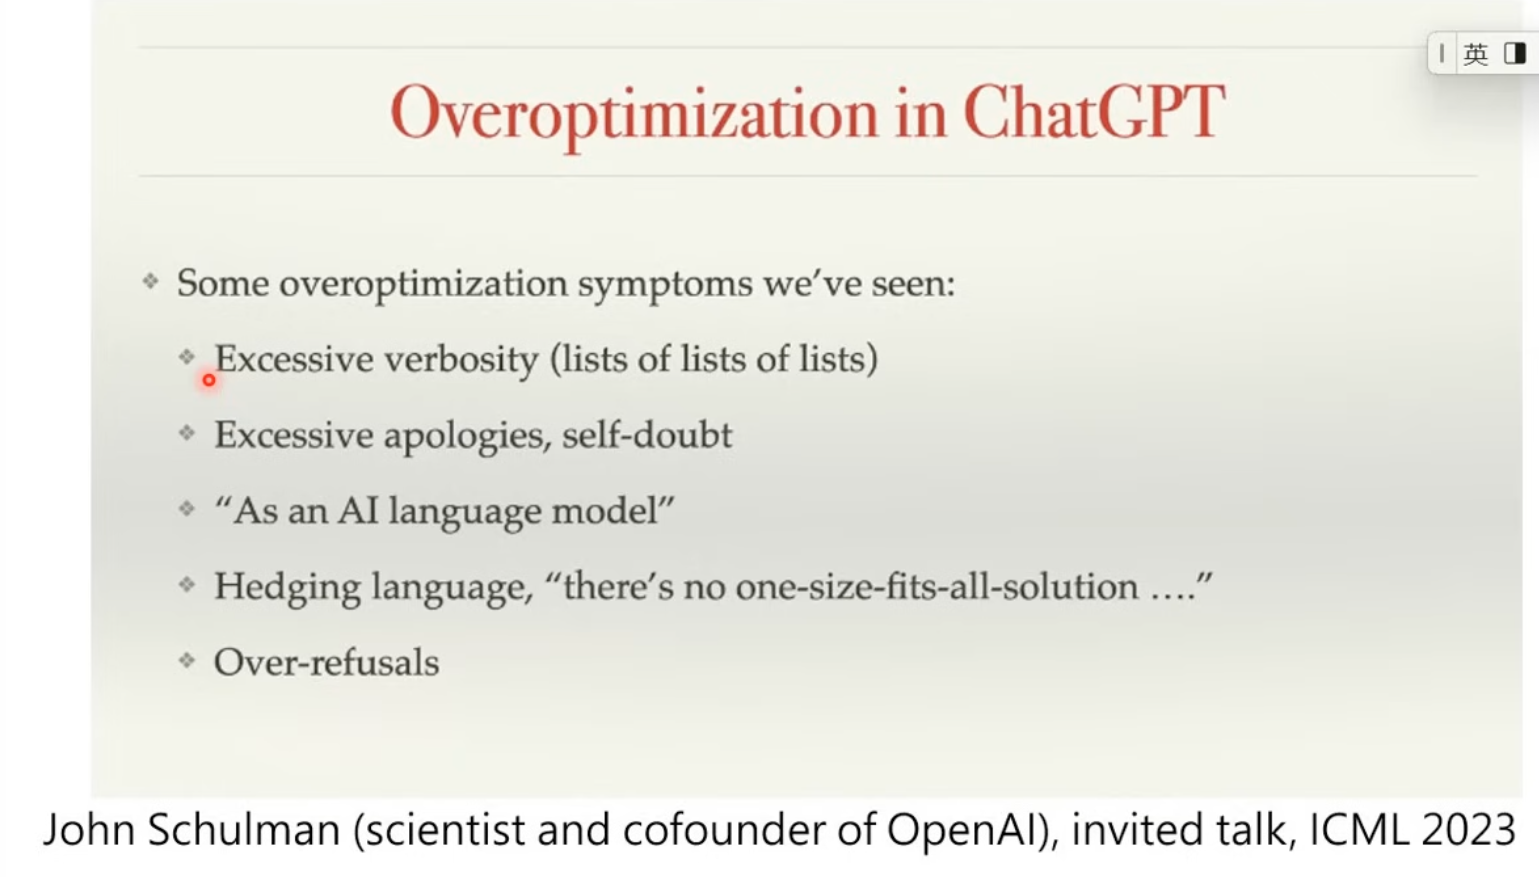 英
Overoptimization in ChatGPT
Some overoptimization symptoms we've seen:
Excessive verbosity (lists of lists of lists)
Excessive apologies, self-doubt
“As an AI language model”
Hedging language, “there's no one-size-fits-all-solution ….”
Over-refusals
John Schulman (scientist and cofounder of OpenAI), invited talk, ICML 2023